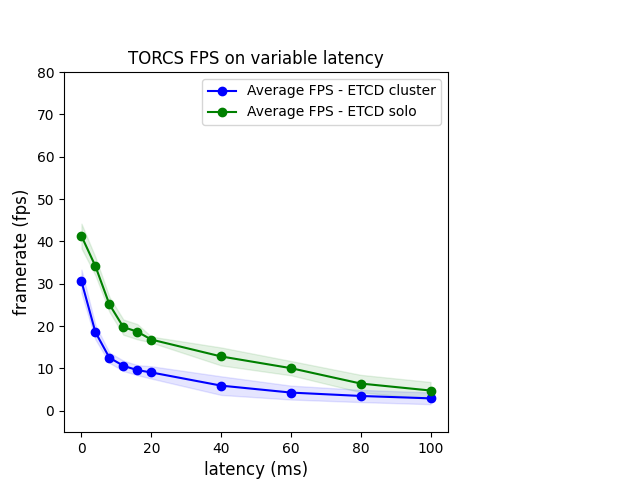 TORCS FPS on variable latency
Average FPS - ETCD cluster
Average FPS - ETCD solo
framerate (fps)
80
70
60
50
40
30
20
10
0
0 20 40 60 80 100
latency (ms)